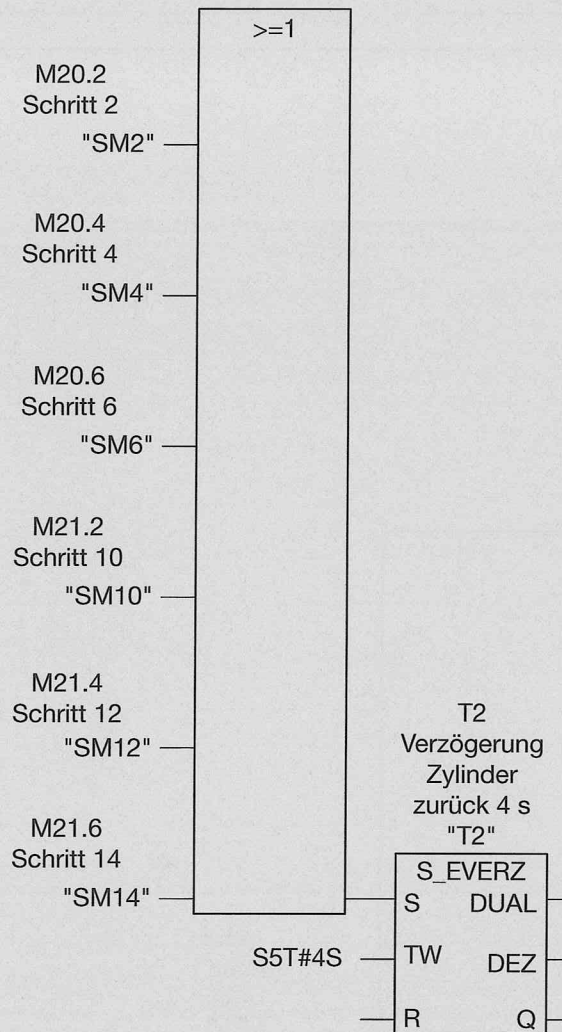 >=1
M20.2
Schritt 2
"SM2"
M20.4
Schritt 4
"SM4"
M20.6
Schritt 6
"SM6"
M21.2
Schritt 10
"SM10"
M21.4
Schritt 12
"SM12"
M21.6
Schritt 14
"SM14"
T2
Verzögerung
Zylinder
zurück 4 s
"T2"
S_EVERZ
S DUAL
S5T#4S TW DEZ
R Q